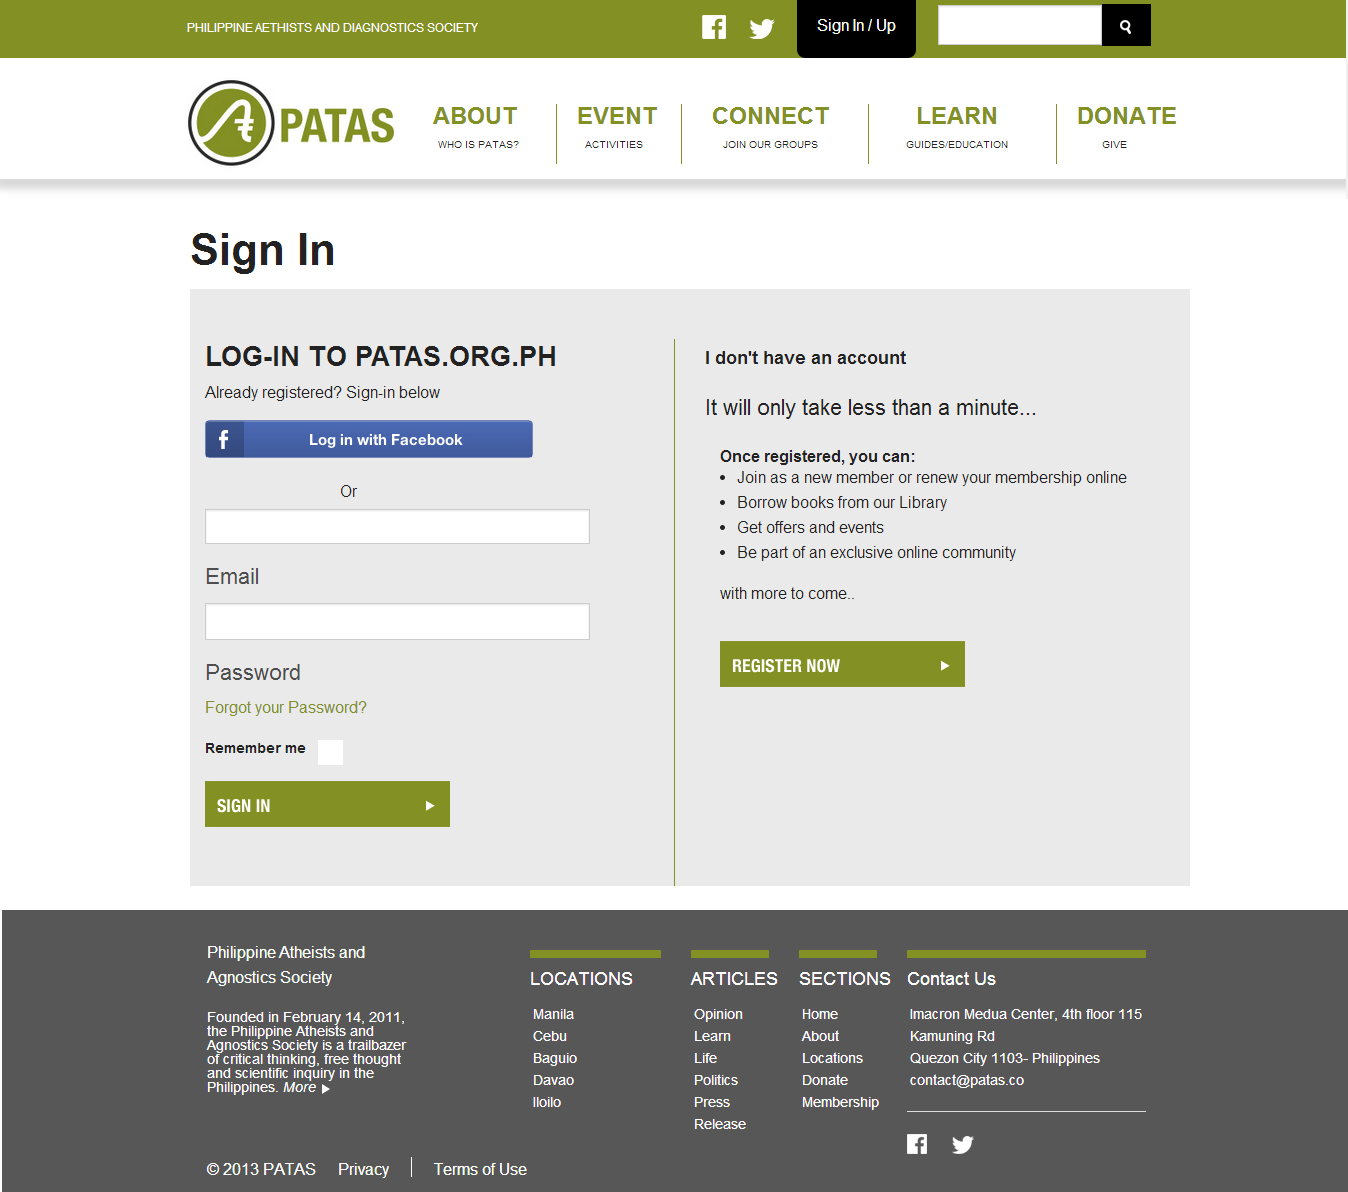 PHILIPPINE AETHISTS AND DIAGNOSTICS SOCIETY
Sign In / Up
PATAS
ABOUT
WHO IS PATAS?
EVENT
ACTIVITIES
CONNECT
JOIN OUR GROUPS
LEARN
GUIDES/EDUCATION
DONATE
GIVE
Sign In
LOG-IN TO PATAS.ORG.PH
Already registered? Sign-in below
f Log in with Facebook
Or
Email
Password
Forgot your Password?
Remember me
SIGN IN
I don't have an account
It will only take less than a minute...
Once registered, you can:
• Join as a new member or renew your membership online
• Borrow books from our Library
• Get offers and events
• Be part of an exclusive online community
with more to come..
REGISTER NOW
Philippine Atheists and
Agnostics Society
Founded in February 14, 2011,
the Philippine Atheists and
Agnostics Society is a trailbazer
of critical thinking, free thought
and scientific inquiry in the
Philippines. More
LOCATIONS
Manila
Cebu
Baguio
Davao
Iloilo
ARTICLES
Opinion
Learn
Life
Politics
Press
Release
SECTIONS
Home
About
Locations
Donate
Membership
Contact Us
Imacron Medua Center, 4th floor 115
Kamuning Rd
Quezon City 1103- Philippines
contact@patas.co
© 2013 PATAS
Privacy
Terms of Use